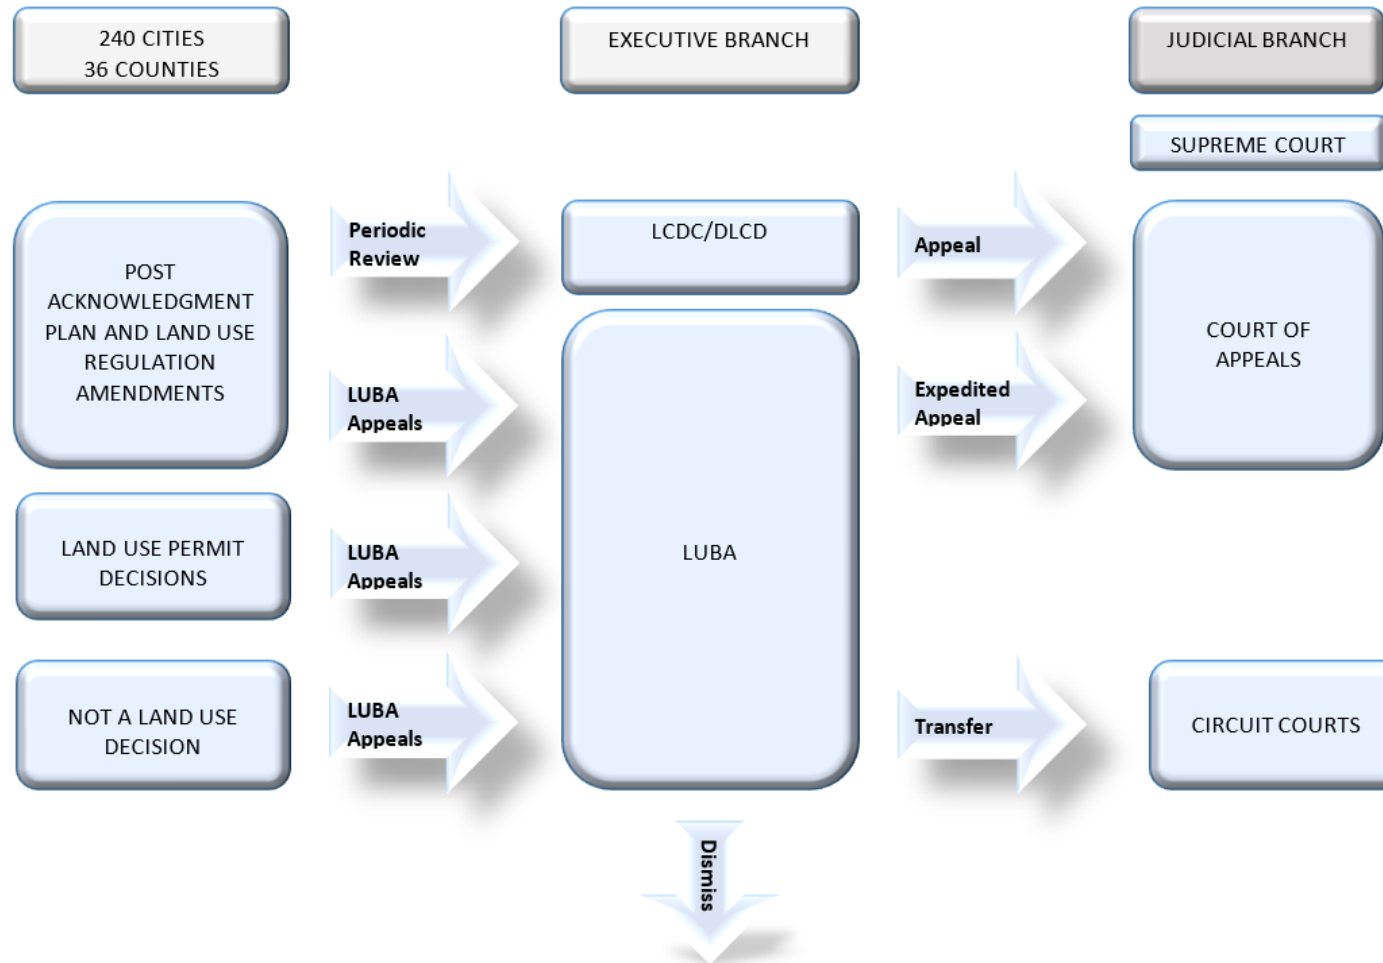 240 CITIES
36 COUNTIES
EXECUTIVE BRANCH
JUDICIAL BRANCH
SUPREME COURT
POST
ACKNOWLEDGMENT
PLAN AND LAND USE
REGULATION
AMENDMENTS
Periodic
Review
LCDC/DLCD
Appeal
COURT OF
APPEALS
LUBA
Appeals
Expedited
Appeal
LAND USE PERMIT
DECISIONS
LUBA
Appeals
LUBA
NOT A LAND USE
DECISION
LUBA
Appeals
Transfer
CIRCUIT COURTS
Dismiss